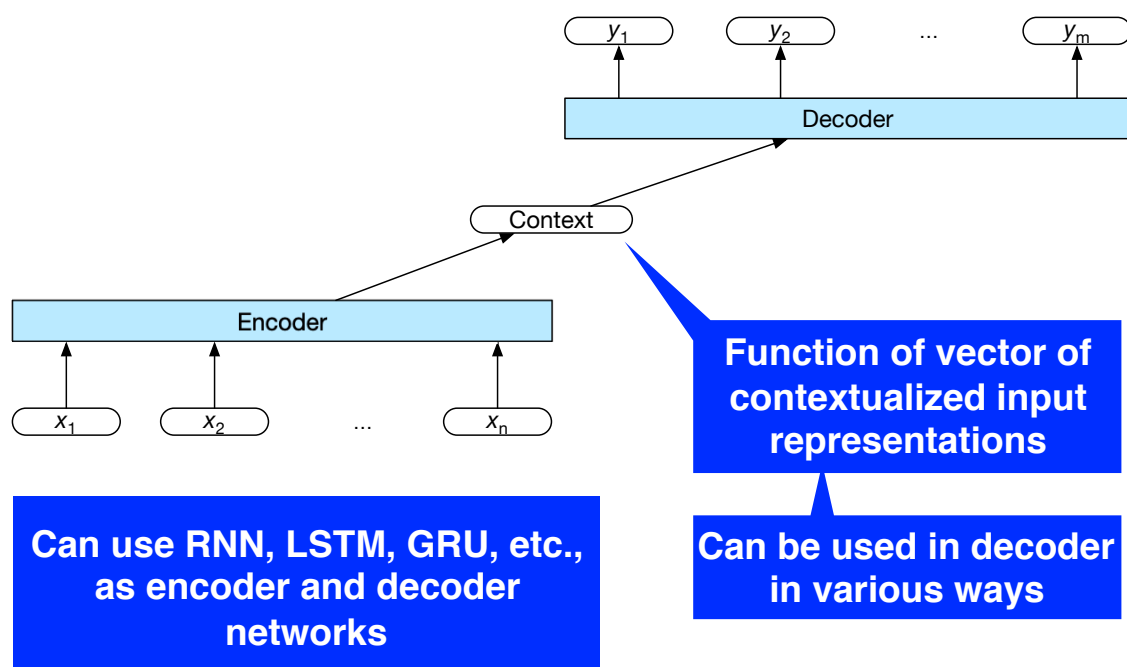 y1 y2 ... ym
Decoder
Context
Encoder
x1 x2 ... xn
Function of vector of
contextualized input
representations
Can use RNN, LSTM, GRU, etc.,
as encoder and decoder
networks
Can be used in decoder
in various ways